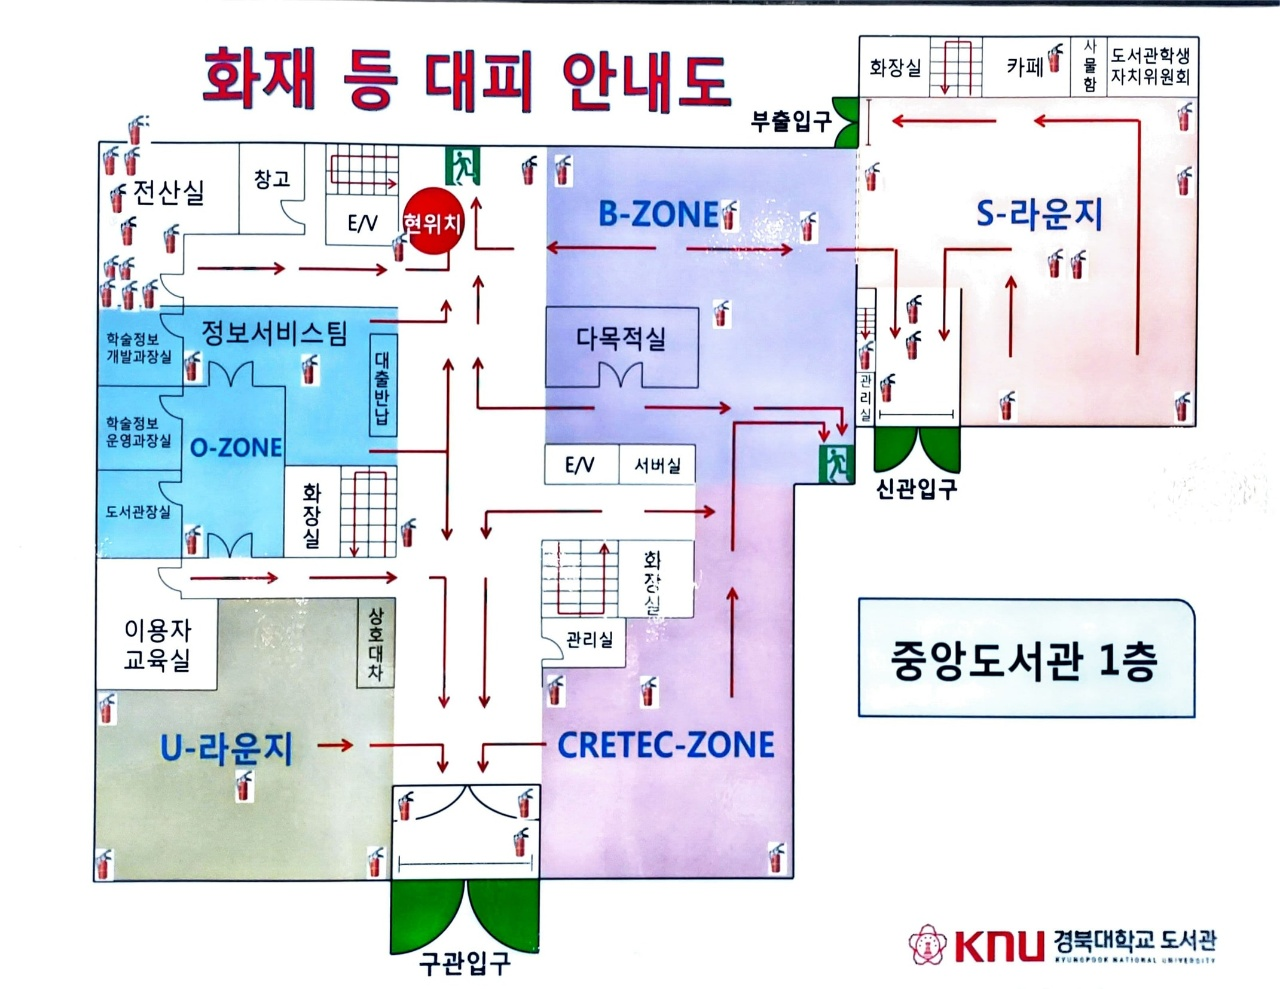 화재 등 대피 안내도
화장실
카페
사물함
도서관학생
자치위원회
부출입구
전산실
창고
E/V
현위치
B-ZONE
S-라운지
학술정보
개발과장실
정보서비스팀
대출반납
다목적실
관리실
학술정보
운영과장실
O-ZONE
E/V
서버실
신관입구
도서관장실
화장실
화장실
이용자
교육실
상호대차
관리실
중앙도서관 1층
U-라운지
CRETEC-ZONE
구관입구
KNU 경북대학교 도서관
KYUNGPOOK NATIONAL UNIVERSITY